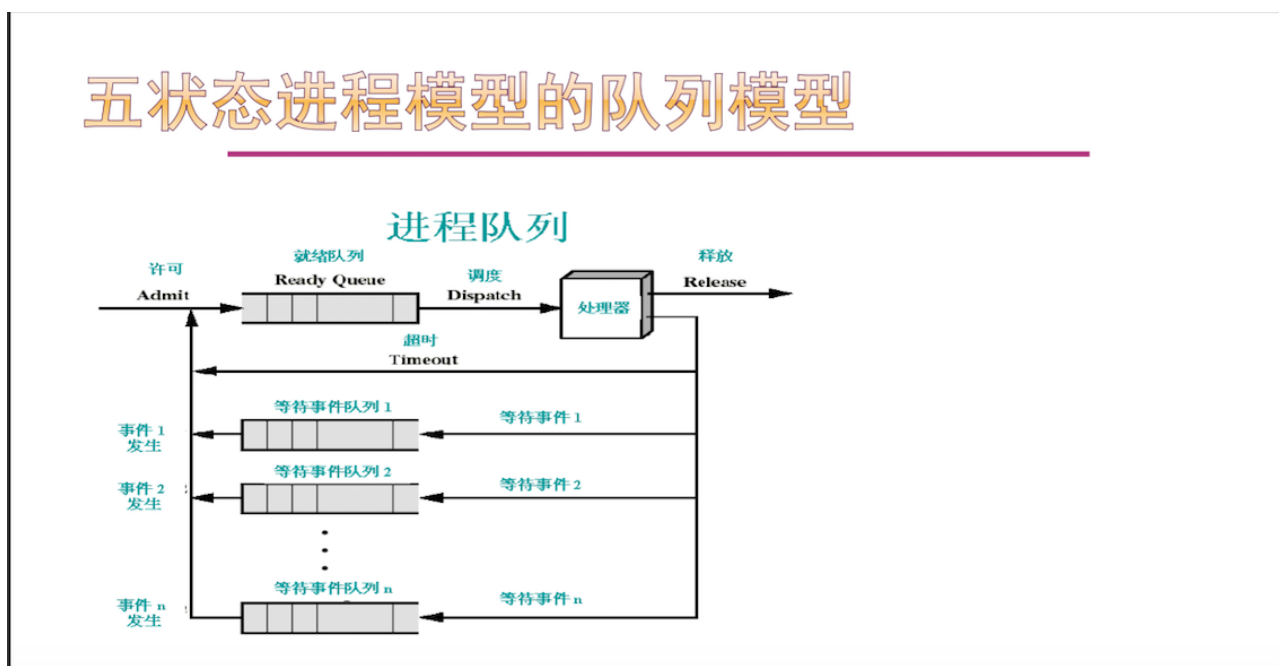 五状态进程模型的队列模型
进程队列
许可
Admit
就绪队列
Ready Queue
调度
Dispatch
处理器
释放
Release
超时
Timeout
事件 1
发生
等待事件队列 1
等待事件 1
事件 2
发生
等待事件队列 2
等待事件 2
事件 n
发生
等待事件队列 n
等待事件 n